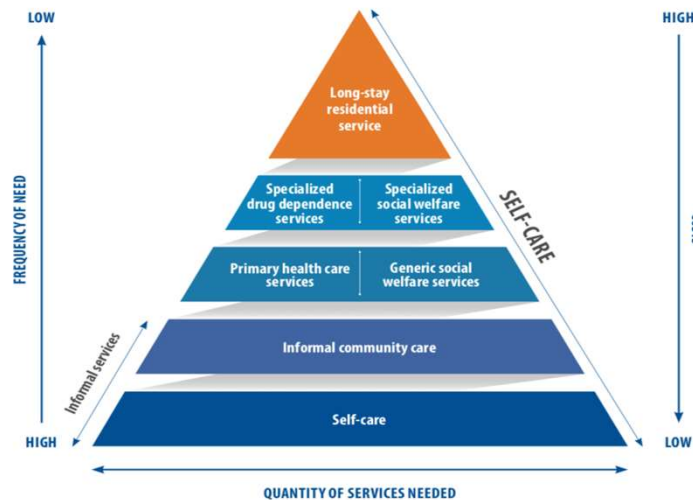 LOW
HIGH
Long-stay
residential
service
Specialized
drug dependence
services
Specialized
social welfare
services
SELF-CARE
FREQUENCY OF NEED
Primary health care
services
Generic social
welfare services
Informal services
Informal community care
Self-care
HIGH
LOW
QUANTITY OF SERVICES NEEDED